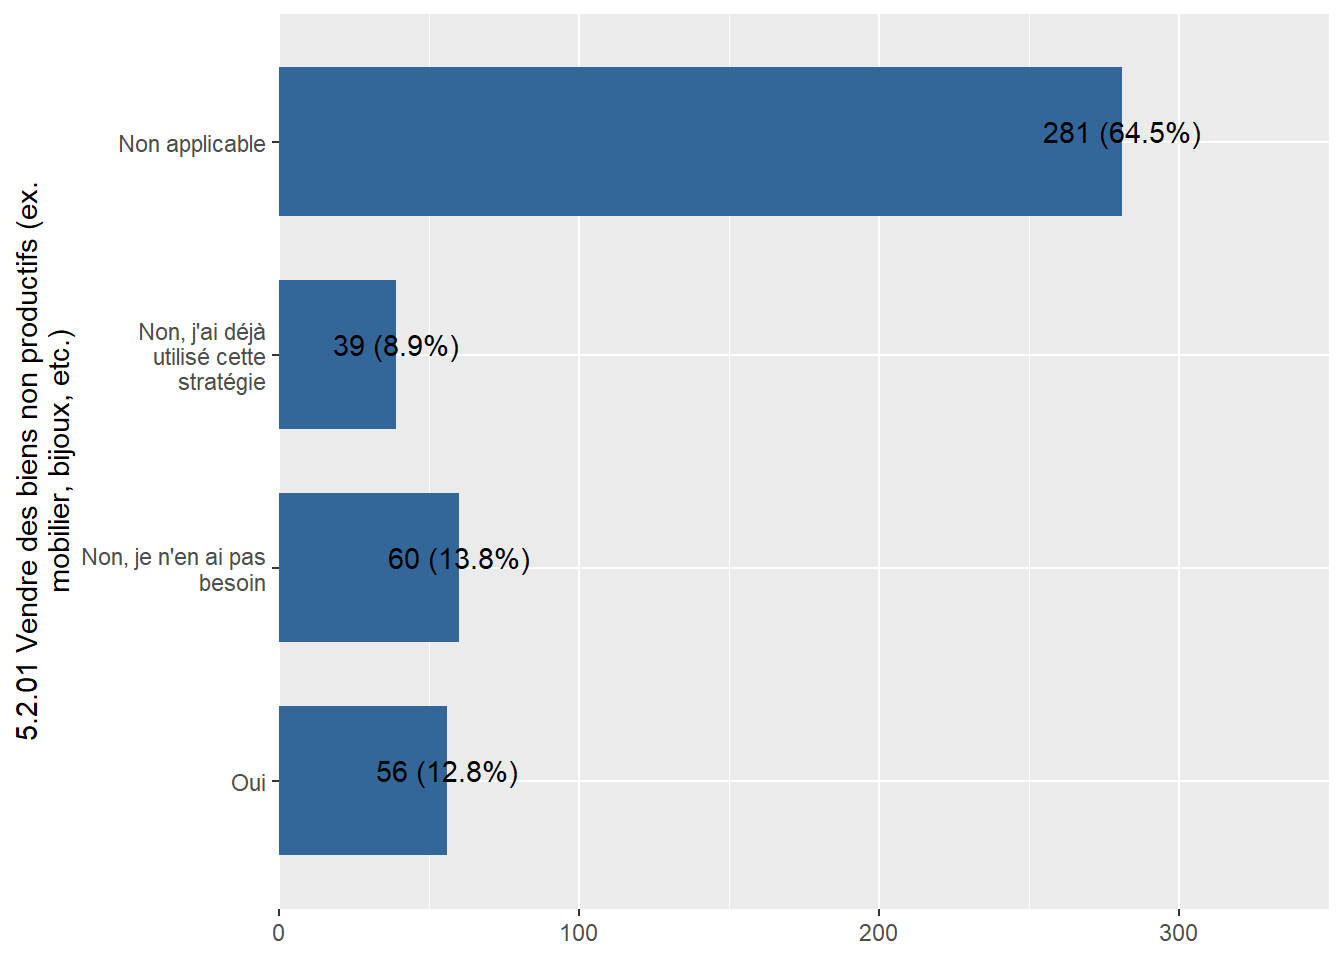 5.2.01 Vendre des biens non productifs (ex.
mobilier, bijoux, etc.)
Non applicable
281 (64.5%)
Non, j'ai déjà
utilisé cette
stratégie
39 (8.9%)
Non, je n'en ai pas
besoin
60 (13.8%)
Oui
56 (12.8%)
0 100 200 300